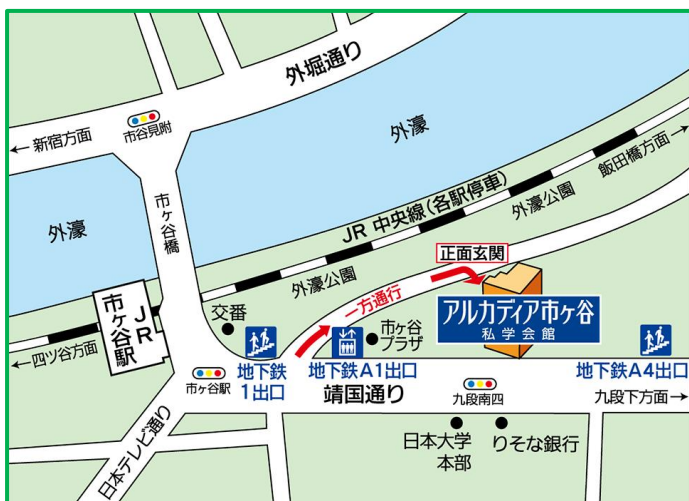 外堀通り
市谷見附
←新宿方面
外濠
飯田橋方面→
市ヶ谷橋
外濠
外濠公園
JR 中央線（各駅停車）
正面玄関
外濠公園
一方通行
アルカディア市ヶ谷
私学会館
JR
市ヶ谷駅
交番
市ヶ谷
プラザ
←四ツ谷方面
市ヶ谷駅
地下鉄
1出口
地下鉄A1出口
地下鉄A4出口
靖国通り
九段南四
九段下方面→
日本テレビ通り
日本大学
本部
りそな銀行